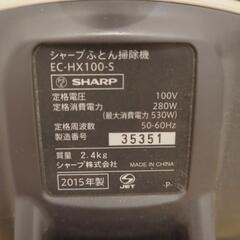 シャープふとん掃除機
EC-HX100-S
SHARP
定格電圧 100V
定格消費電力 280W
(最大消費電力 530W)
定格周波数 50-60Hz
製造番号 35351
質量 2.4kg
シャープ株式会社 MADE IN CHINA
2015年製
PS E
JET
-P-